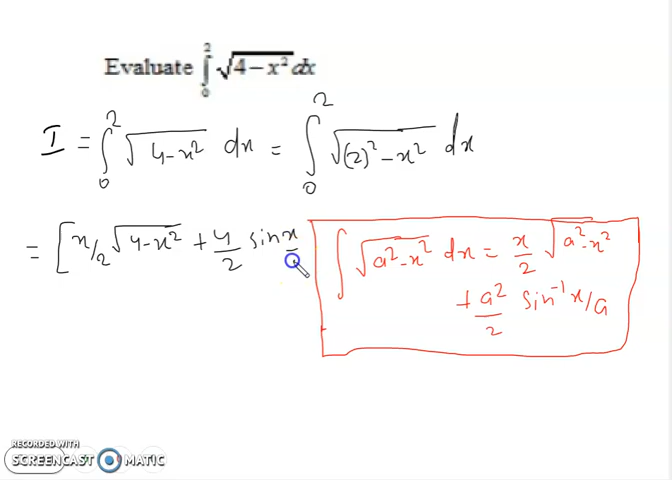 Evaluate ∫₀² √(4 − x²) dx
I = ∫₀² √(4-x²) dx = ∫₀² √((2)² - x²) dx
= [x/2 √(4-x²) + 4/2 sin x
∫ √(a²-x²) dx = x/2 √(a²-x²)
+ a²/2 sin⁻¹ x/a
RECORDED WITH
SCREENCAST MATIC